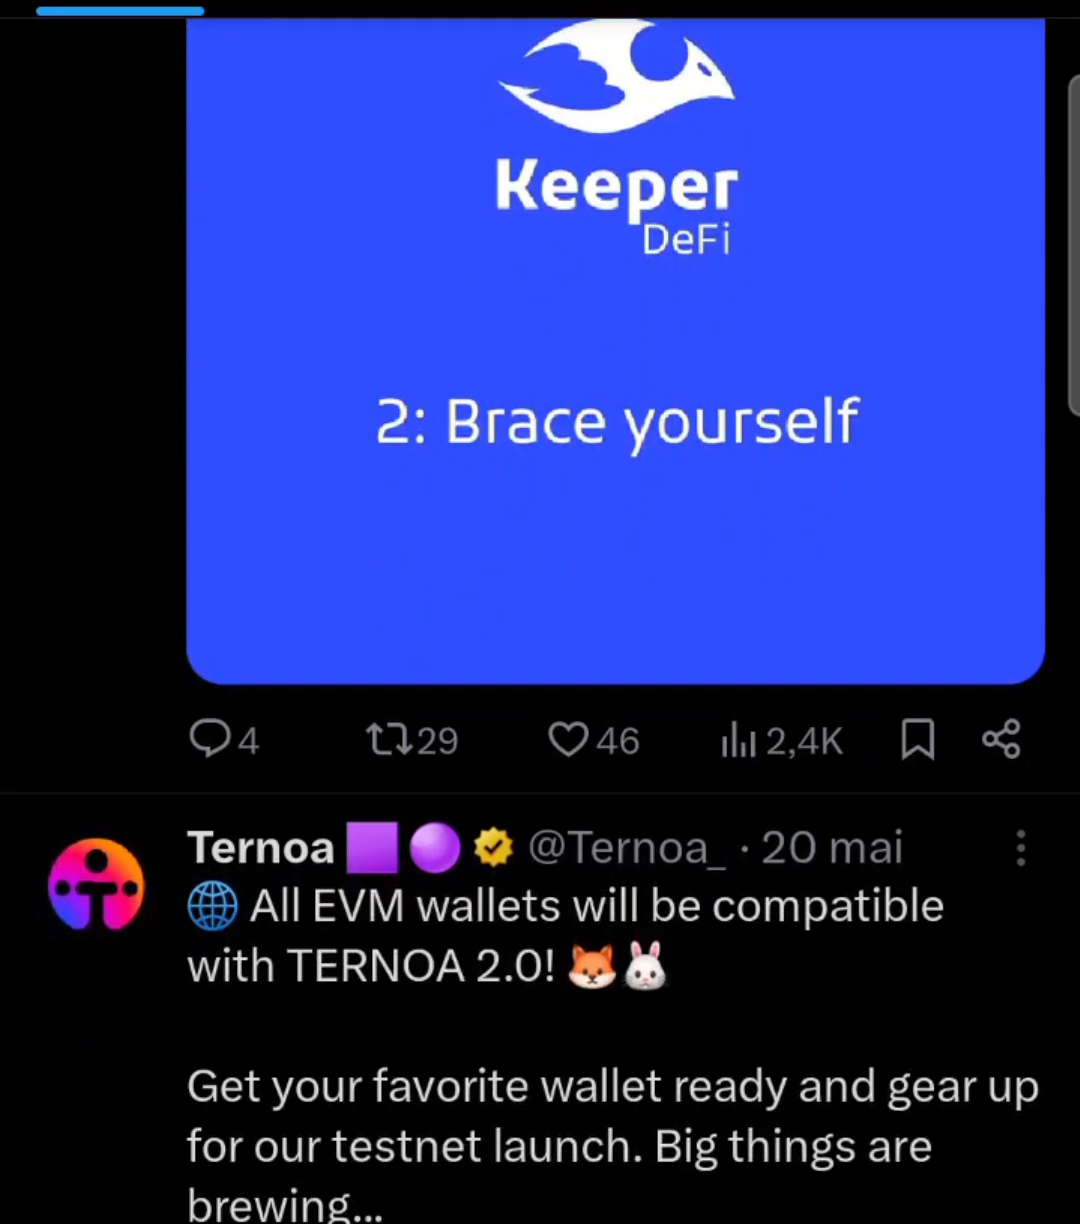 Keeper
DeFi
2: Brace yourself
4 29 46 2,4K
Ternoa @Ternoa_ · 20 mai
All EVM wallets will be compatible
with TERNOA 2.0!
Get your favorite wallet ready and gear up
for our testnet launch. Big things are
brewing...